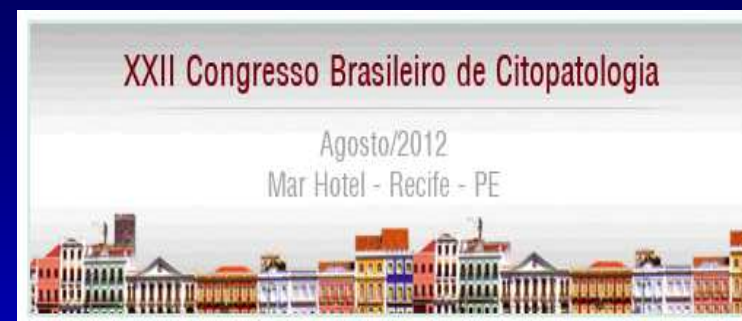 XXII Congresso Brasileiro de Citopatologia
Agosto/2012
Mar Hotel - Recife - PE